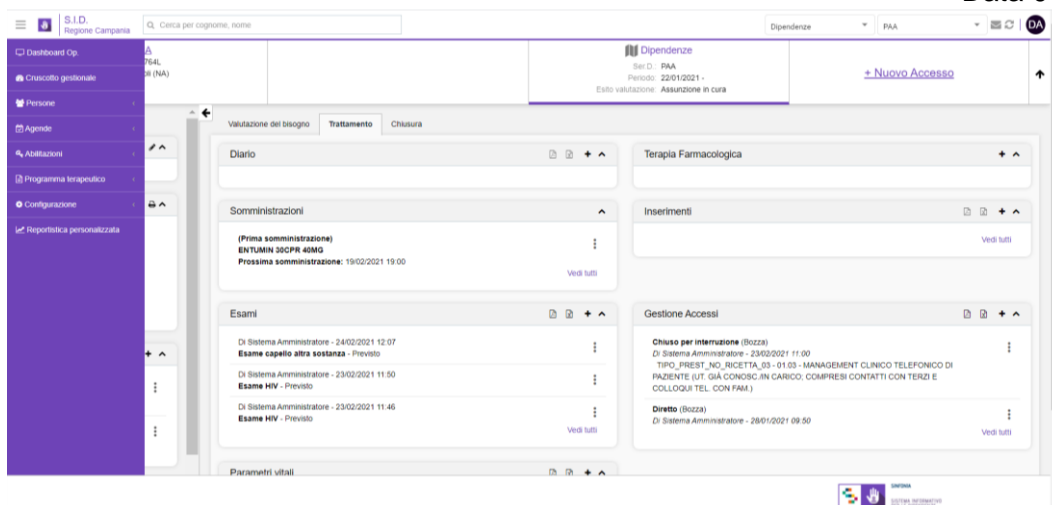 S.I.D.
Regione Campania
Cerca per cognome, nome
Dipendenze
PAA
DA
Dashboard Op.
Cruscotto gestionale
Persone
Agende
Abilitazioni
Programma terapeutico
Configurazione
Reportistica personalizzata
A
764L
oli (NA)
Dipendenze
Ser.D.: PAA
Periodo: 22/01/2021 -
Esito valutazione: Assunzione in cura
+ Nuovo Accesso
Valutazione del bisogno
Trattamento
Chiusura
Diario
Terapia Farmacologica
Somministrazioni
(Prima somministrazione)
ENTUMIN 30CPR 40MG
Prossima somministrazione: 19/02/2021 19:00
Vedi tutti
Inserimenti
Vedi tutti
Esami
Di Sistema Amministratore - 24/02/2021 12:07
Esame capello altra sostanza - Previsto
Di Sistema Amministratore - 23/02/2021 11:50
Esame HIV - Previsto
Di Sistema Amministratore - 23/02/2021 11:46
Esame HIV - Previsto
Vedi tutti
Gestione Accessi
Chiuso per interruzione (Bozza)
Di Sistema Amministratore - 23/02/2021 11:00
TIPO_PREST_NO_RICETTA_03 - 01.03 - MANAGEMENT CLINICO TELEFONICO DI
PAZIENTE (UT. GIÀ CONOSC./IN CARICO; COMPRESI CONTATTI CON TERZI E
COLLOQUI TEL. CON FAM.)
Diretto (Bozza)
Di Sistema Amministratore - 28/01/2021 09:50
Vedi tutti
Parametri vitali
SINFONIA
SISTEMA INFORMATIVO